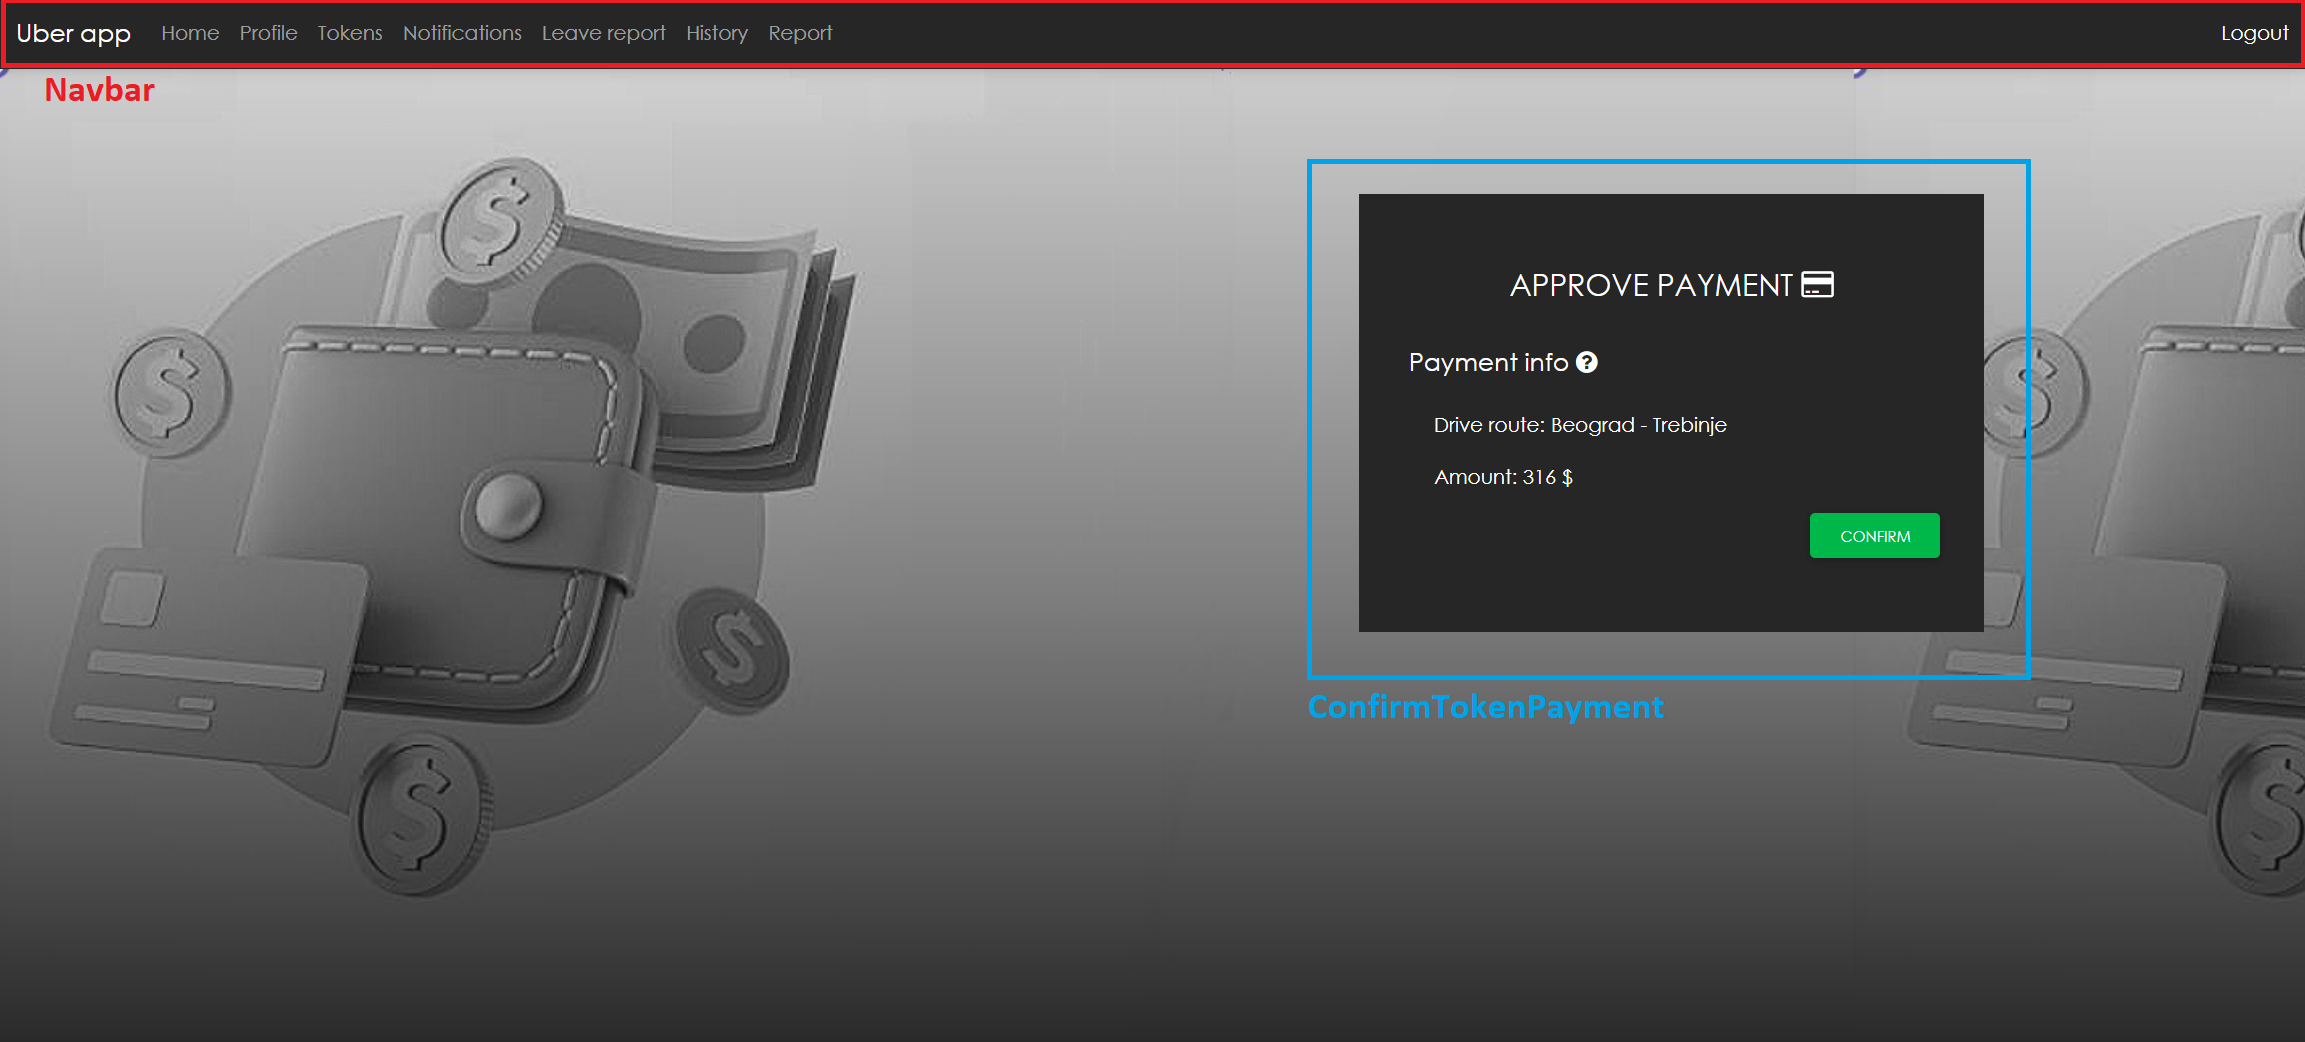 Uber app Home Profile Tokens Notifications Leave report History Report Logout
Navbar
APPROVE PAYMENT
Payment info
Drive route: Beograd - Trebinje
Amount: 316 $
CONFIRM
ConfirmTokenPayment